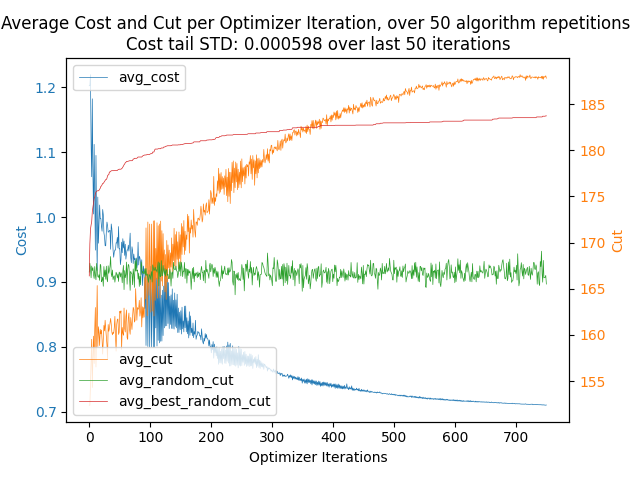 Average Cost and Cut per Optimizer Iteration, over 50 algorithm repetitions
Cost tail STD: 0.000598 over last 50 iterations
avg_cost
1.2
1.1
1.0
0.9
0.8
0.7
Cost
185
180
175
170
165
160
155
Cut
avg_cut
avg_random_cut
avg_best_random_cut
0 100 200 300 400 500 600 700
Optimizer Iterations